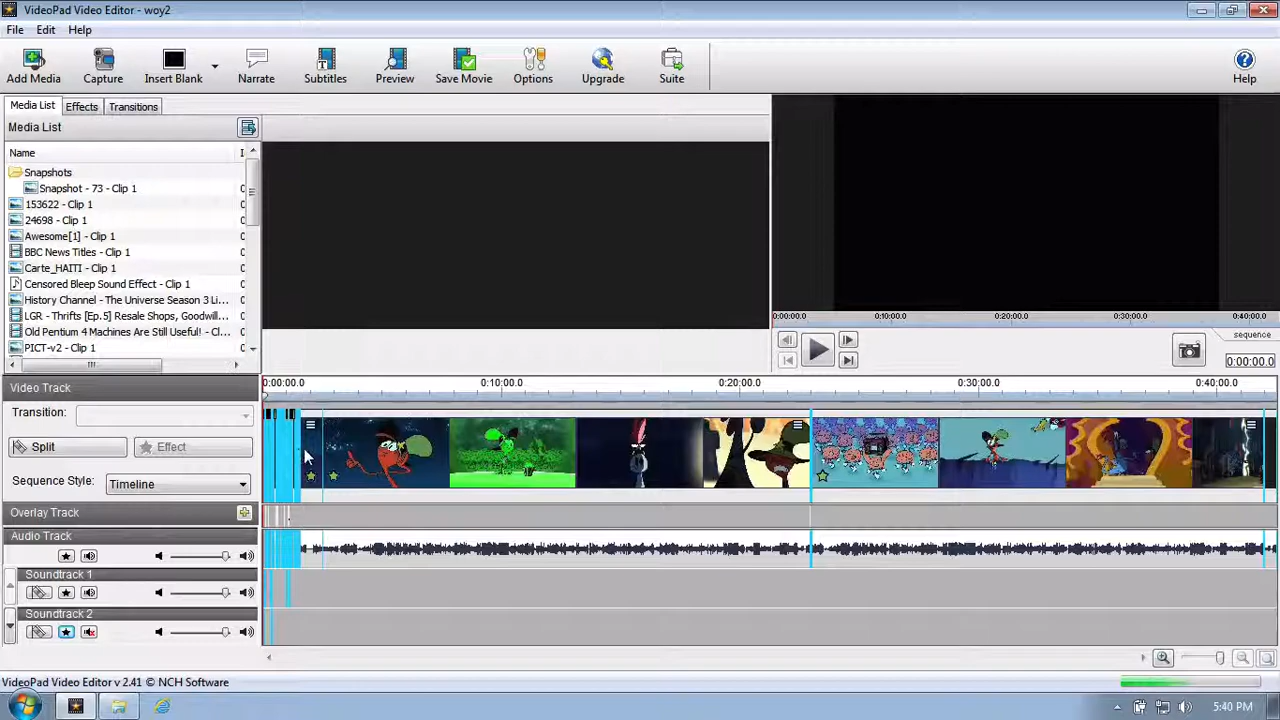 VideoPad Video Editor - woy2
File Edit Help
Add Media Capture Insert Blank Narrate Subtitles Preview Save Movie Options Upgrade Suite Help
Media List Effects Transitions
Media List
Name
Snapshots
Snapshot - 73 - Clip 1
153622 - Clip 1
24698 - Clip 1
Awesome[1] - Clip 1
BBC News Titles - Clip 1
Carte_HAITI - Clip 1
Censored Bleep Sound Effect - Clip 1
History Channel - The Universe Season 3 Li...
LGR - Thrifts [Ep.5] Resale Shops, Goodwill...
Old Pentium 4 Machines Are Still Useful! - Cl...
PICT-v2 - Clip 1
0:00:00.0 0:10:00.0 0:20:00.0 0:30:00.0 0:40:00.0
sequence
0:00:00.0
Video Track
0:00:00.0 0:10:00.0 0:20:00.0 0:30:00.0 0:40:00.0
Transition:
Split Effect
Sequence Style: Timeline
Overlay Track
Audio Track
Soundtrack 1
Soundtrack 2
VideoPad Video Editor v 2.41 © NCH Software
5:40 PM